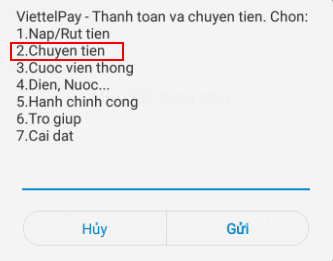 ViettelPay - Thanh toan va chuyen tien. Chon:
1.Nap/Rut tien
2.Chuyen tien
3.Cuoc vien thong
4.Dien, Nuoc...
5.Hanh chinh cong
6.Tro giup
7.Cai dat
Hủy Gửi